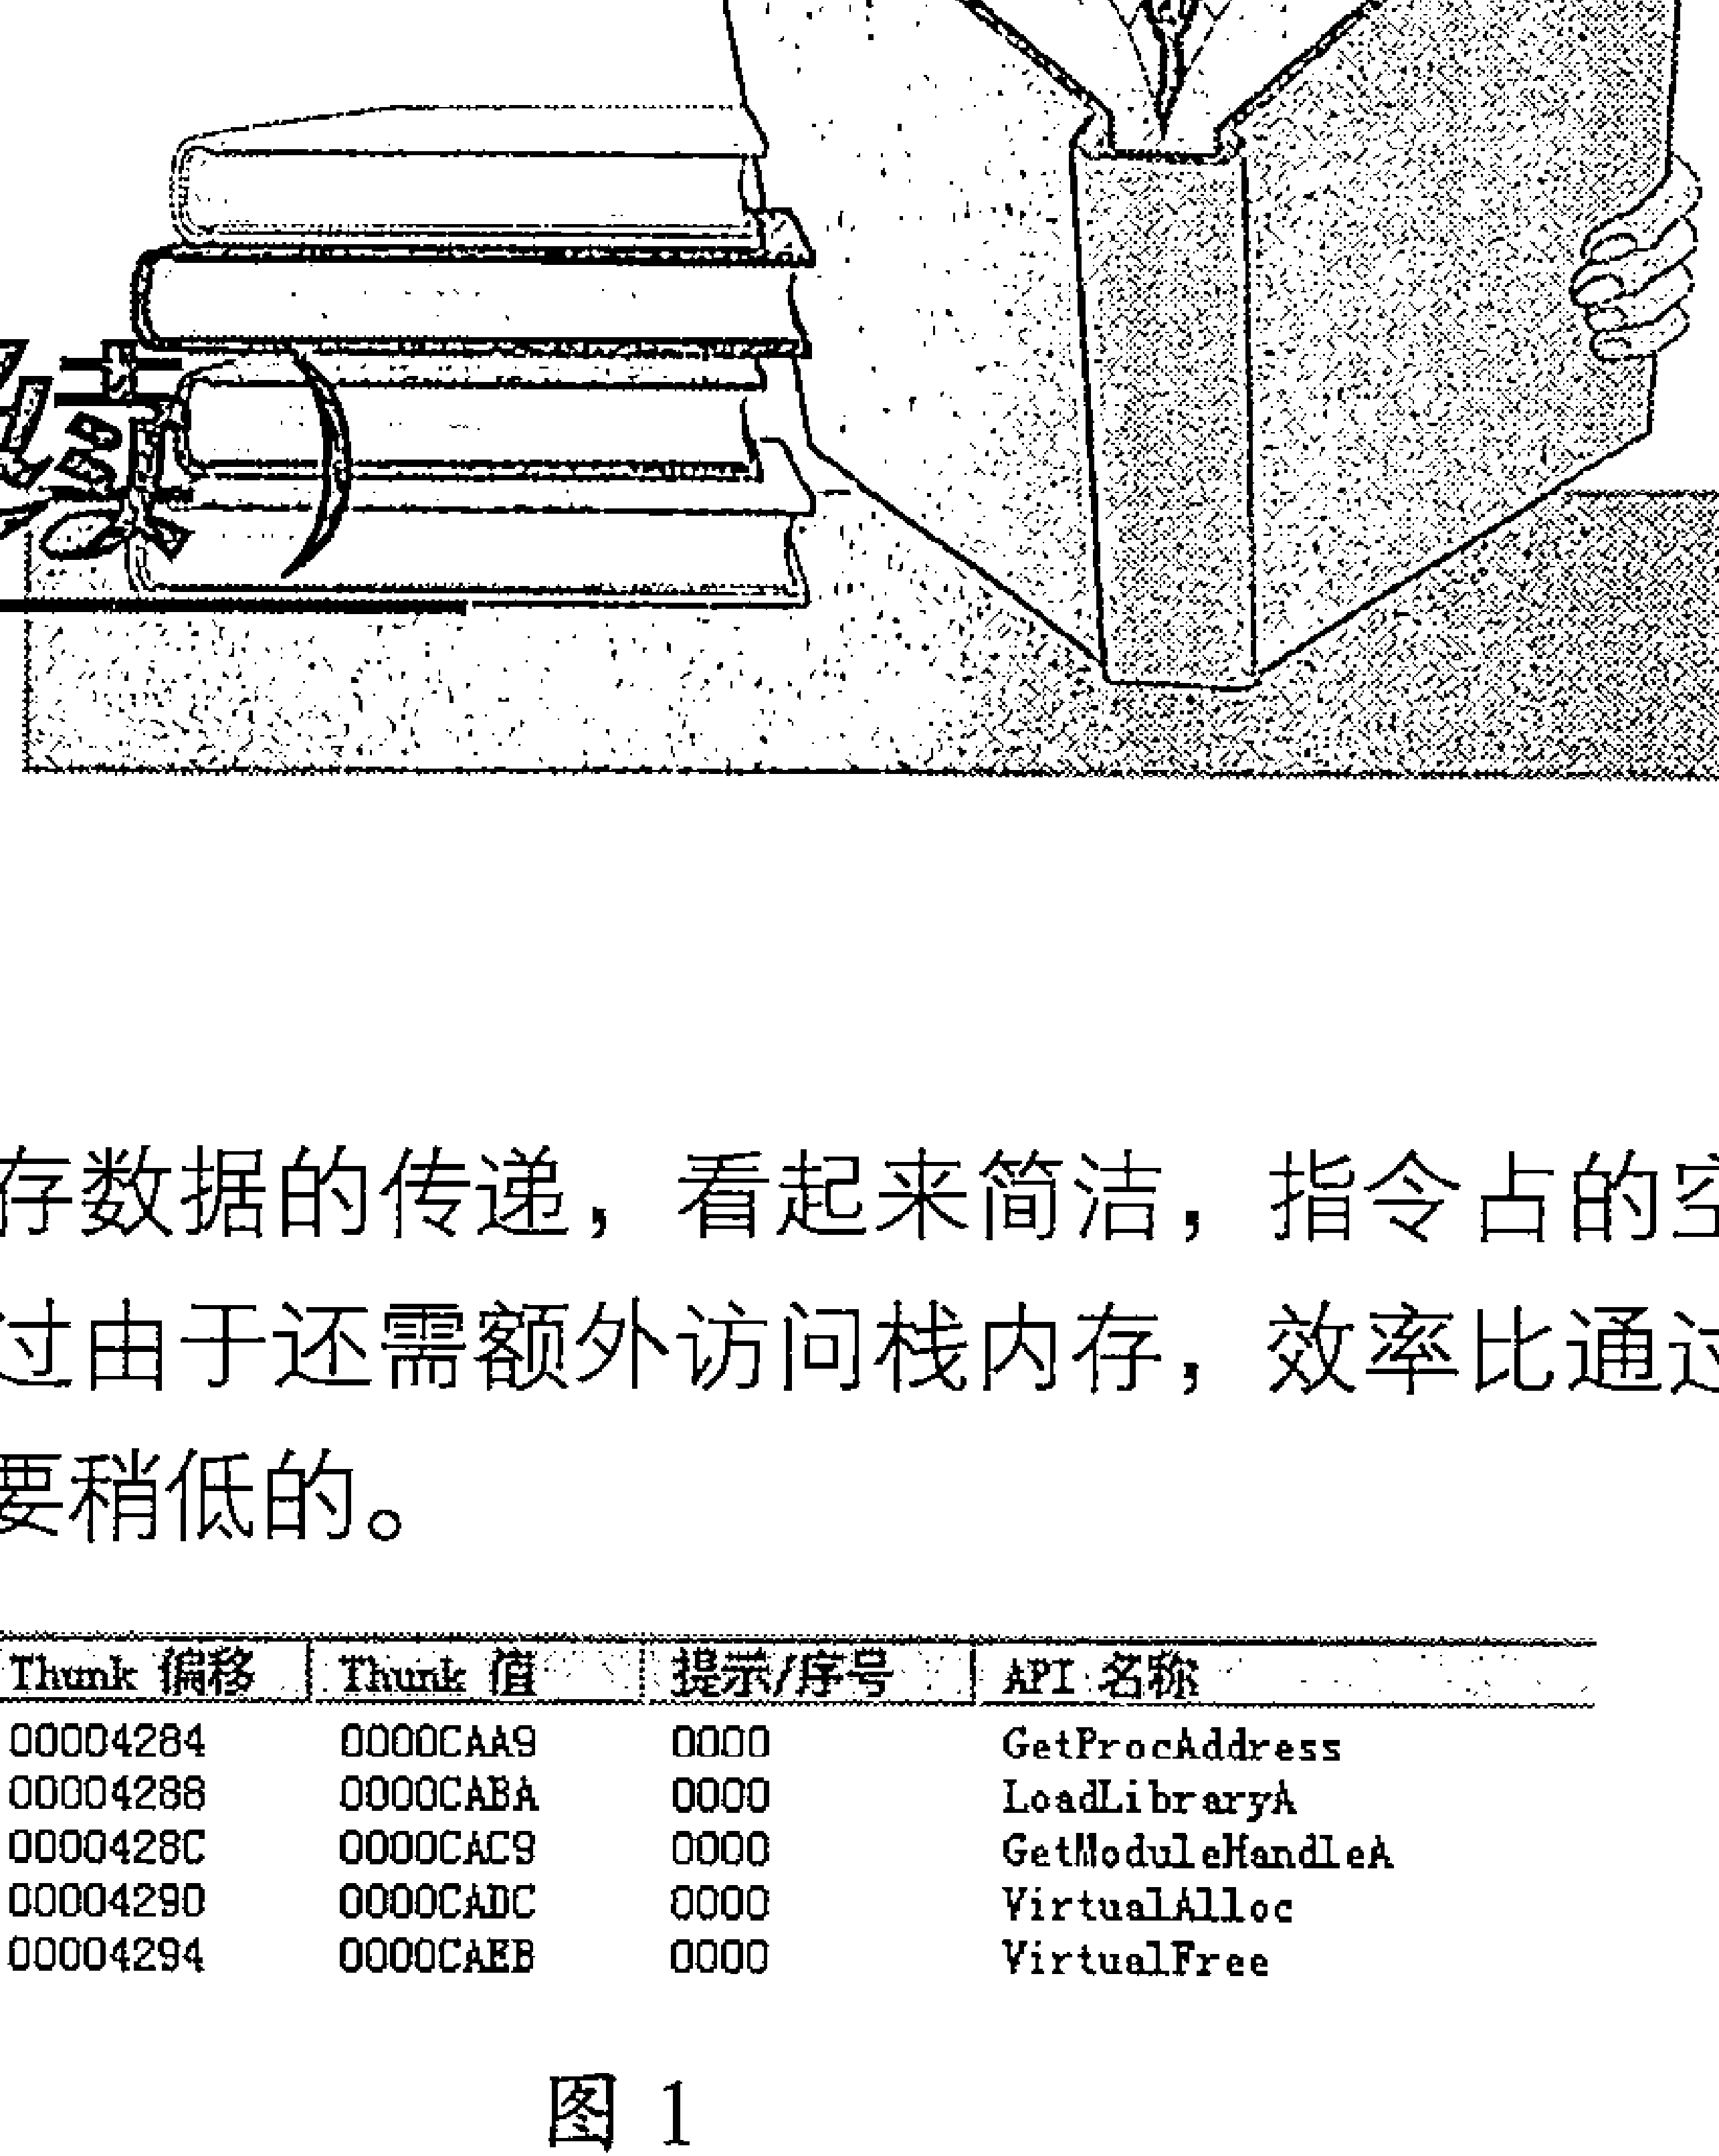 存数据的传递，看起来简洁，指令占的空
过由于还需额外访问栈内存，效率比通过
要稍低的。
Thunk 偏移 Thunk 值 提示/序号 API 名称
00004284 0000CAA9 0000 GetProcAddress
00004288 0000CABA 0000 LoadLibraryA
0000428C 0000CAC9 0000 GetModuleHandleA
00004290 0000CADC 0000 VirtualAlloc
00004294 0000CAEB 0000 VirtualFree
图 1